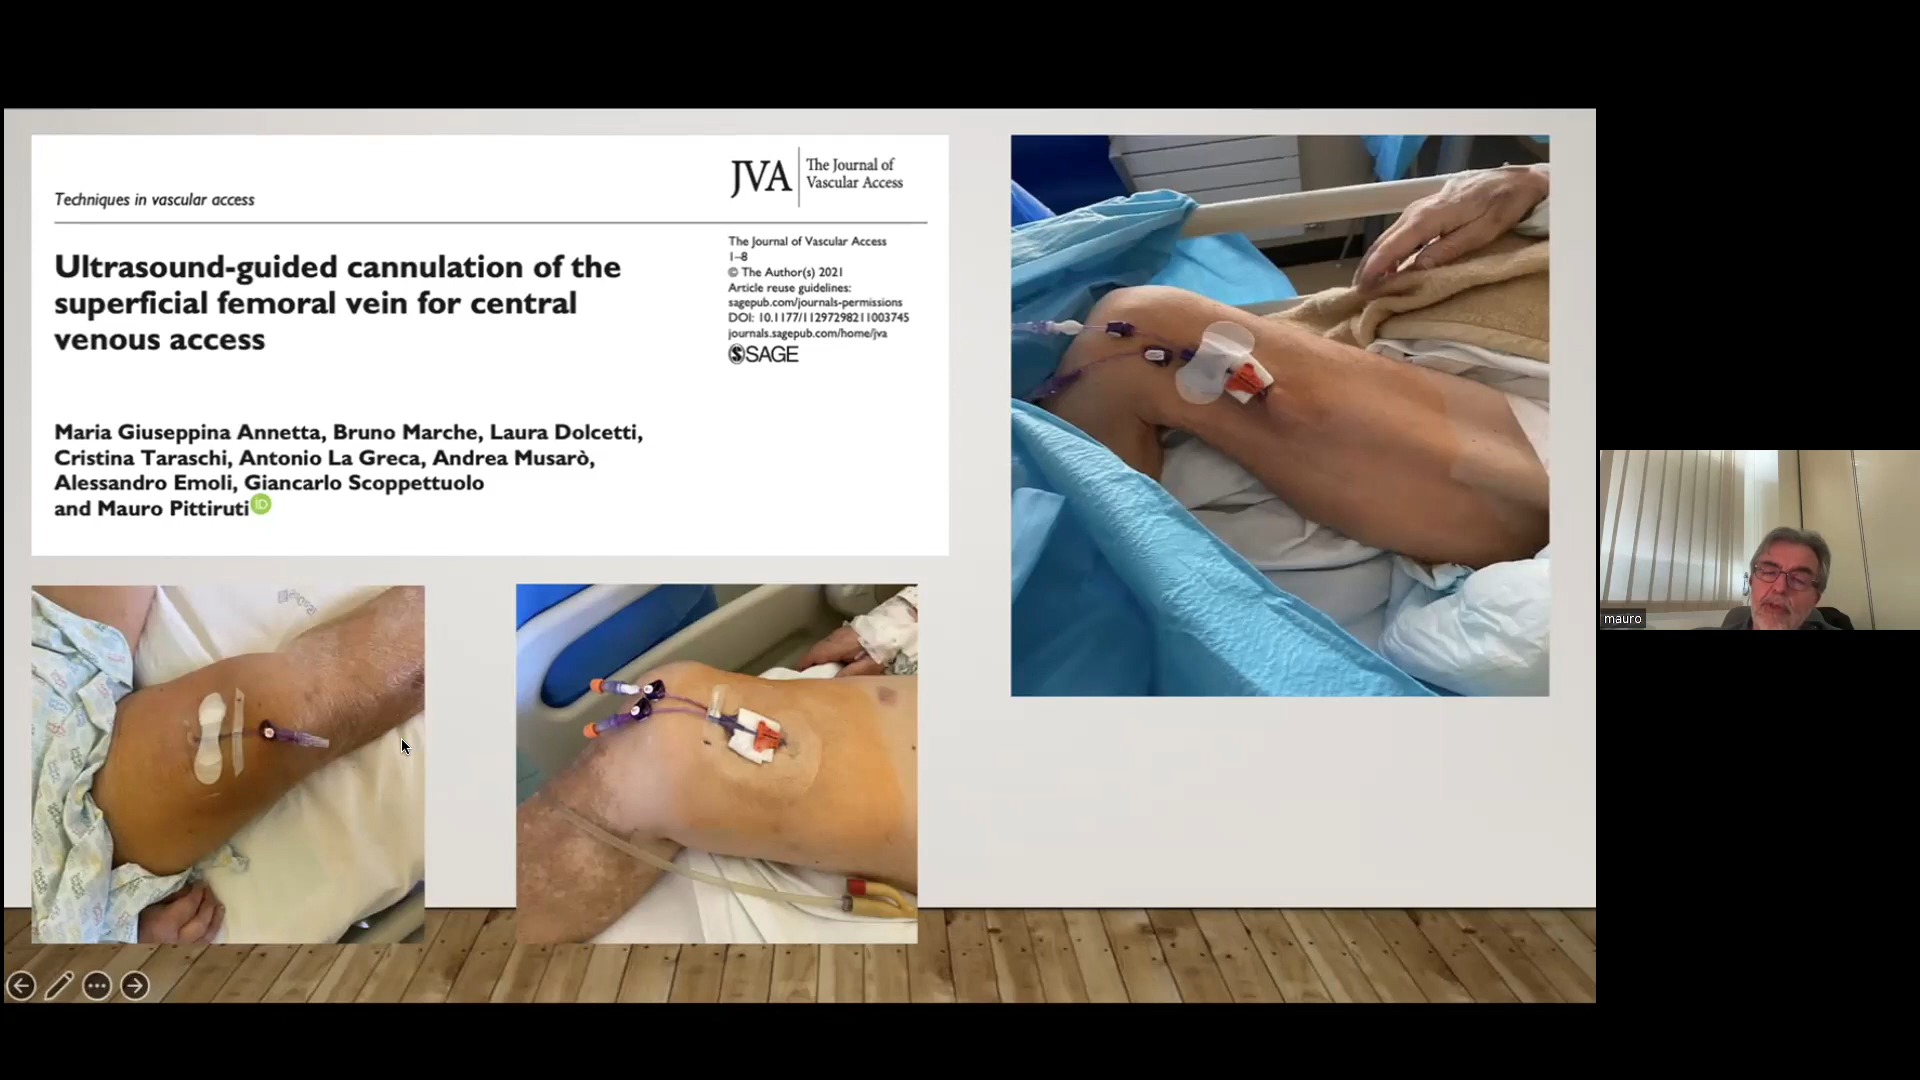 Techniques in vascular access
JVA
The Journal of
Vascular Access
Ultrasound-guided cannulation of the
superficial femoral vein for central
venous access
The Journal of Vascular Access
1–8
© The Author(s) 2021
Article reuse guidelines:
sagepub.com/journals-permissions
DOI: 10.1177/11297298211003745
journals.sagepub.com/home/jva
SAGE
Maria Giuseppina Annetta, Bruno Marche, Laura Dolcetti,
Cristina Taraschi, Antonio La Greca, Andrea Musarò,
Alessandro Emoli, Giancarlo Scoppettuolo
and Mauro Pittiruti iD
mauro